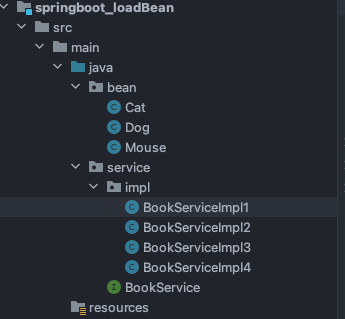 springboot_loadBean
src
main
java
bean
Cat
Dog
Mouse
service
impl
BookServiceImpl1
BookServiceImpl2
BookServiceImpl3
BookServiceImpl4
BookService
resources